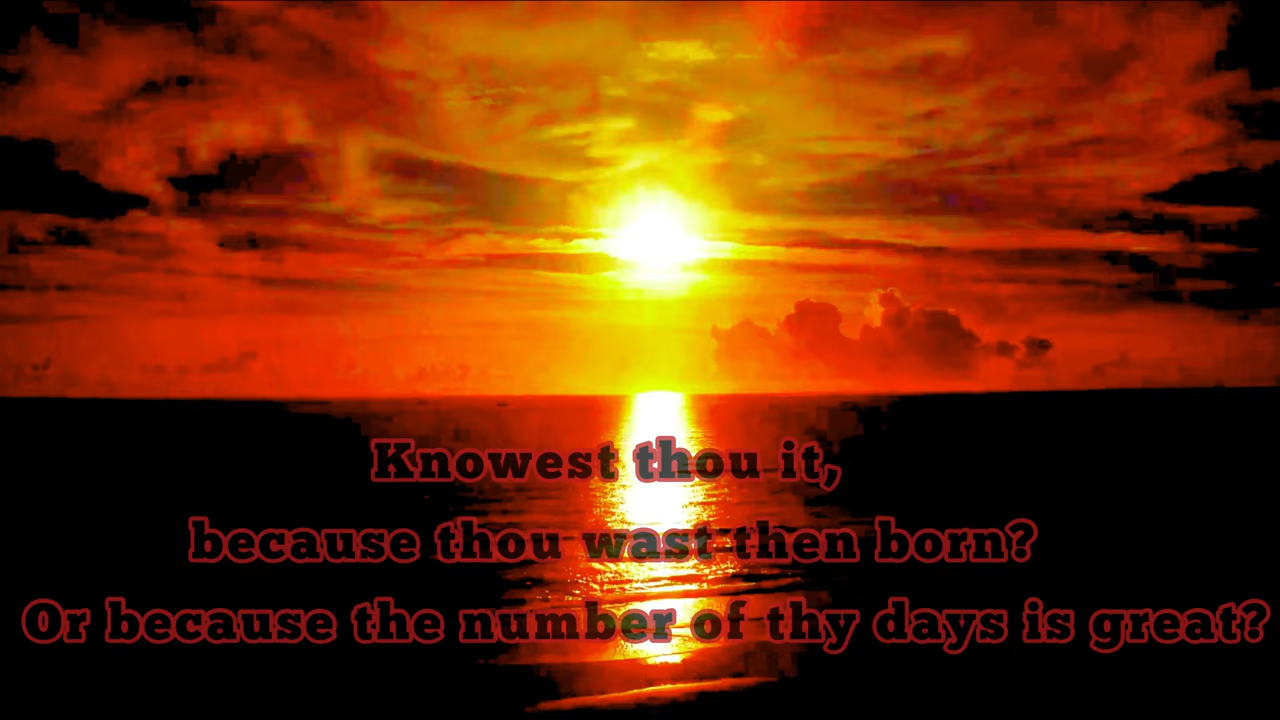 Knowest thou it,
because thou wast then born?
Or because the number of thy days is great?